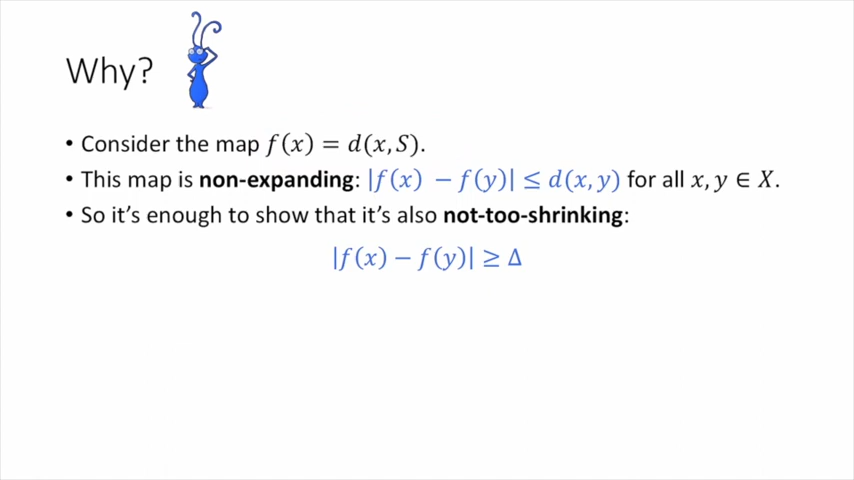 Why?
• Consider the map f(x) = d(x, S).
• This map is non-expanding: |f(x) − f(y)| ≤ d(x, y) for all x, y ∈ X.
• So it's enough to show that it's also not-too-shrinking:
|f(x) − f(y)| ≥ Δ